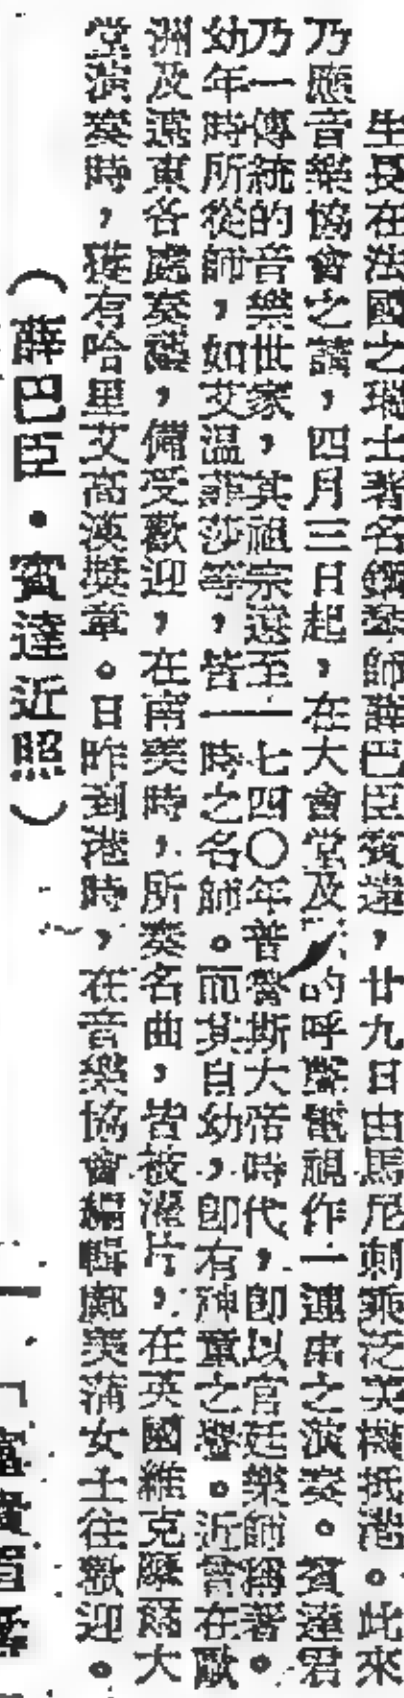 生長在法國之瑞士著名鋼琴師薛巴臣賓達,廿九日由馬尼剌乘泛美機抵港。此來
乃應音樂協會之請,四月三日起,在大會堂及 的呼聲電視作一連串之演奏。賓達君
乃一傳統的音樂世家,其祖宗遠至一七四〇年普魯斯大帝時代,即以官廷樂師稱著。
幼年時所從師,如艾溫菲莎等,皆一時之名師。而其自幼,即有神童之譽。近曾在歐
洲及遠東各處奏藝,備受歡迎,在南美時,所奏名曲,皆被灌片,在英國維克 大
堂演奏時,獲有哈里艾高漢獎章。日昨到港時,在音樂協會編輯 美蒲女士往歡迎。
(薛巴臣•賓達近照)